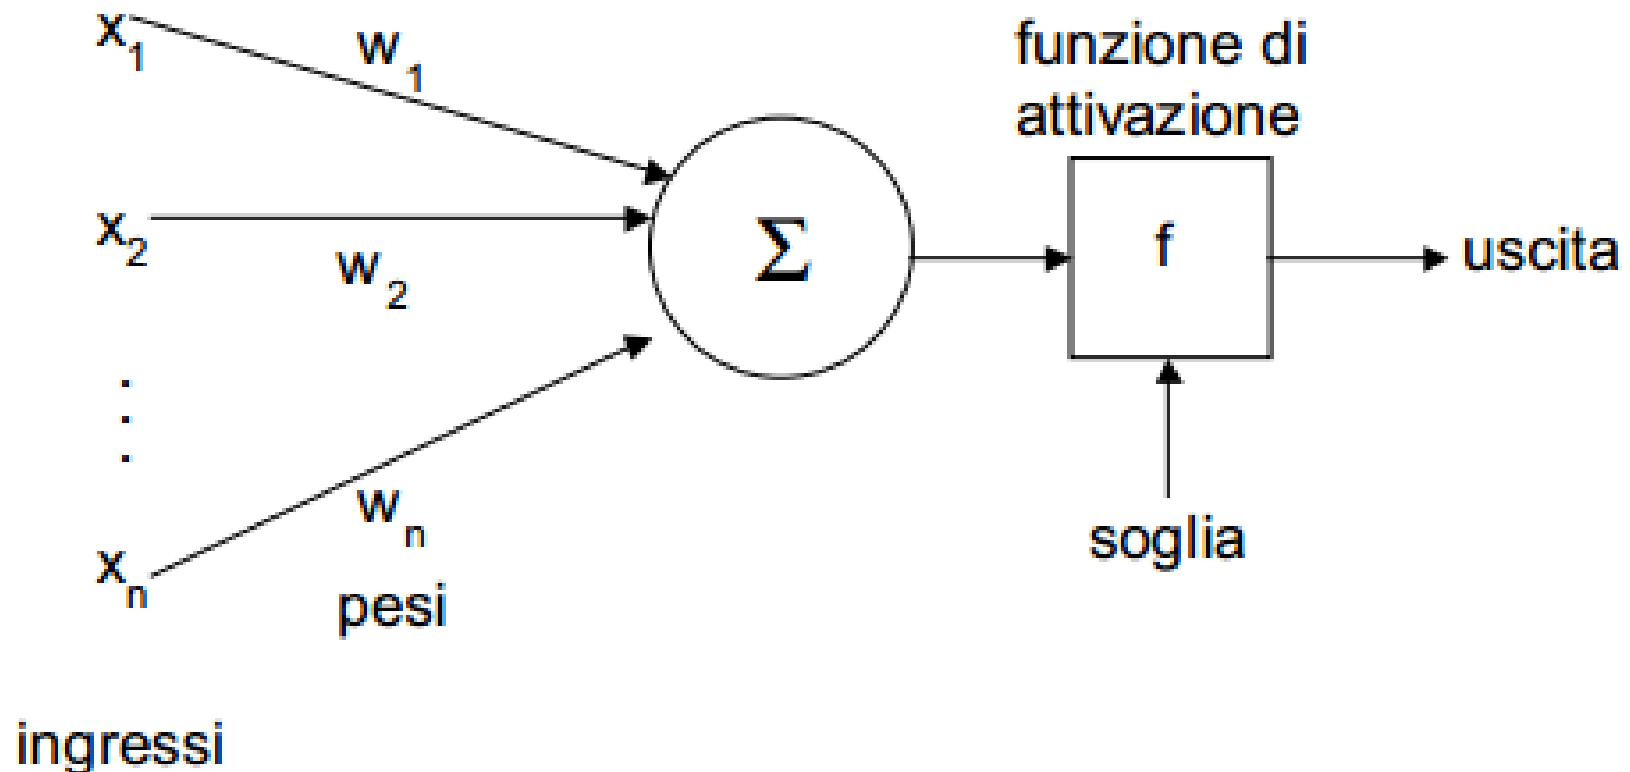 x1
w1
funzione di
attivazione
x2
w2
Σ
f
uscita
.
.
.
wn
soglia
xn
pesi
ingressi